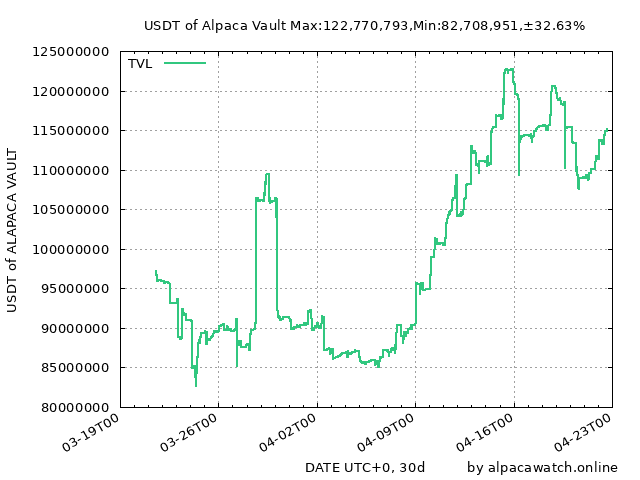 USDT of Alpaca Vault Max:122,770,793,Min:82,708,951,±32.63%
TVL
125000000
120000000
115000000
110000000
105000000
100000000
95000000
90000000
85000000
80000000
USDT of ALAPACA VAULT
03-19T00
03-26T00
04-02T00
04-09T00
04-16T00
04-23T00
DATE UTC+0, 30d
by alpacawatch.online